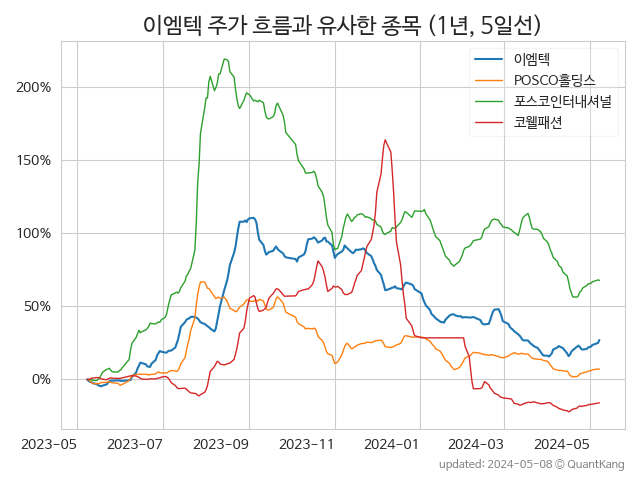 이엠텍 주가 흐름과 유사한 종목 (1년, 5일선)
이엠텍
POSCO홀딩스
포스코인터내셔널
코웰패션
200%
150%
100%
50%
0%
2023-05 2023-07 2023-09 2023-11 2024-01 2024-03 2024-05
updated: 2024-05-08 © QuantKang